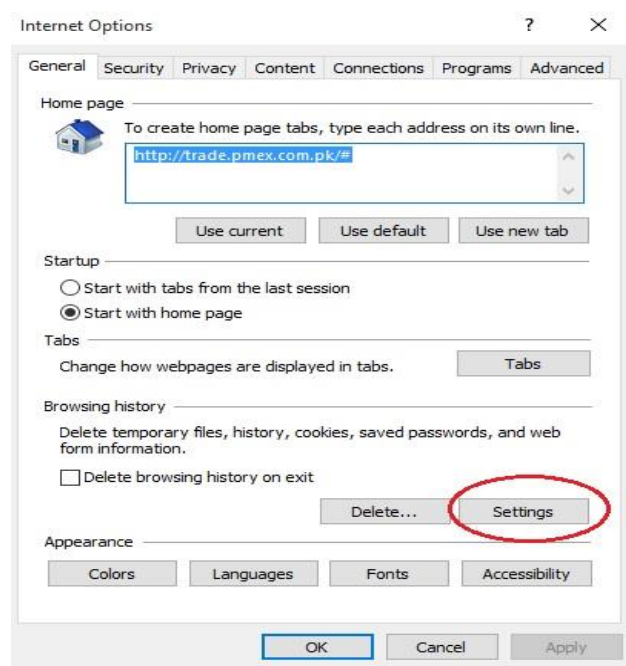 Internet Options ? ×
General Security Privacy Content Connections Programs Advanced
Home page
To create home page tabs, type each address on its own line.
http://trade.pmex.com.pk/#
Use current Use default Use new tab
Startup
Start with tabs from the last session
Start with home page
Tabs
Change how webpages are displayed in tabs. Tabs
Browsing history
Delete temporary files, history, cookies, saved passwords, and web
form information.
Delete browsing history on exit
Delete... Settings
Appearance
Colors Languages Fonts Accessibility
OK Cancel Apply